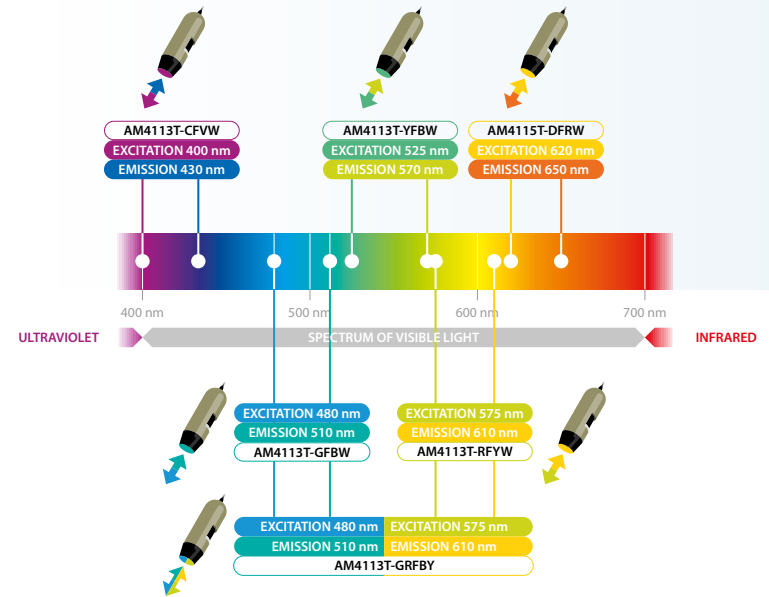 AM4113T-CFVW
EXCITATION 400 nm
EMISSION 430 nm
AM4113T-YFBW
EXCITATION 525 nm
EMISSION 570 nm
AM4115T-DFRW
EXCITATION 620 nm
EMISSION 650 nm
400 nm
500 nm
600 nm
700 nm
ULTRAVIOLET
SPECTRUM OF VISIBLE LIGHT
INFRARED
EXCITATION 480 nm
EMISSION 510 nm
AM4113T-GFBW
EXCITATION 575 nm
EMISSION 610 nm
AM4113T-RFYW
EXCITATION 480 nm EXCITATION 575 nm
EMISSION 510 nm EMISSION 610 nm
AM4113T-GRFBY